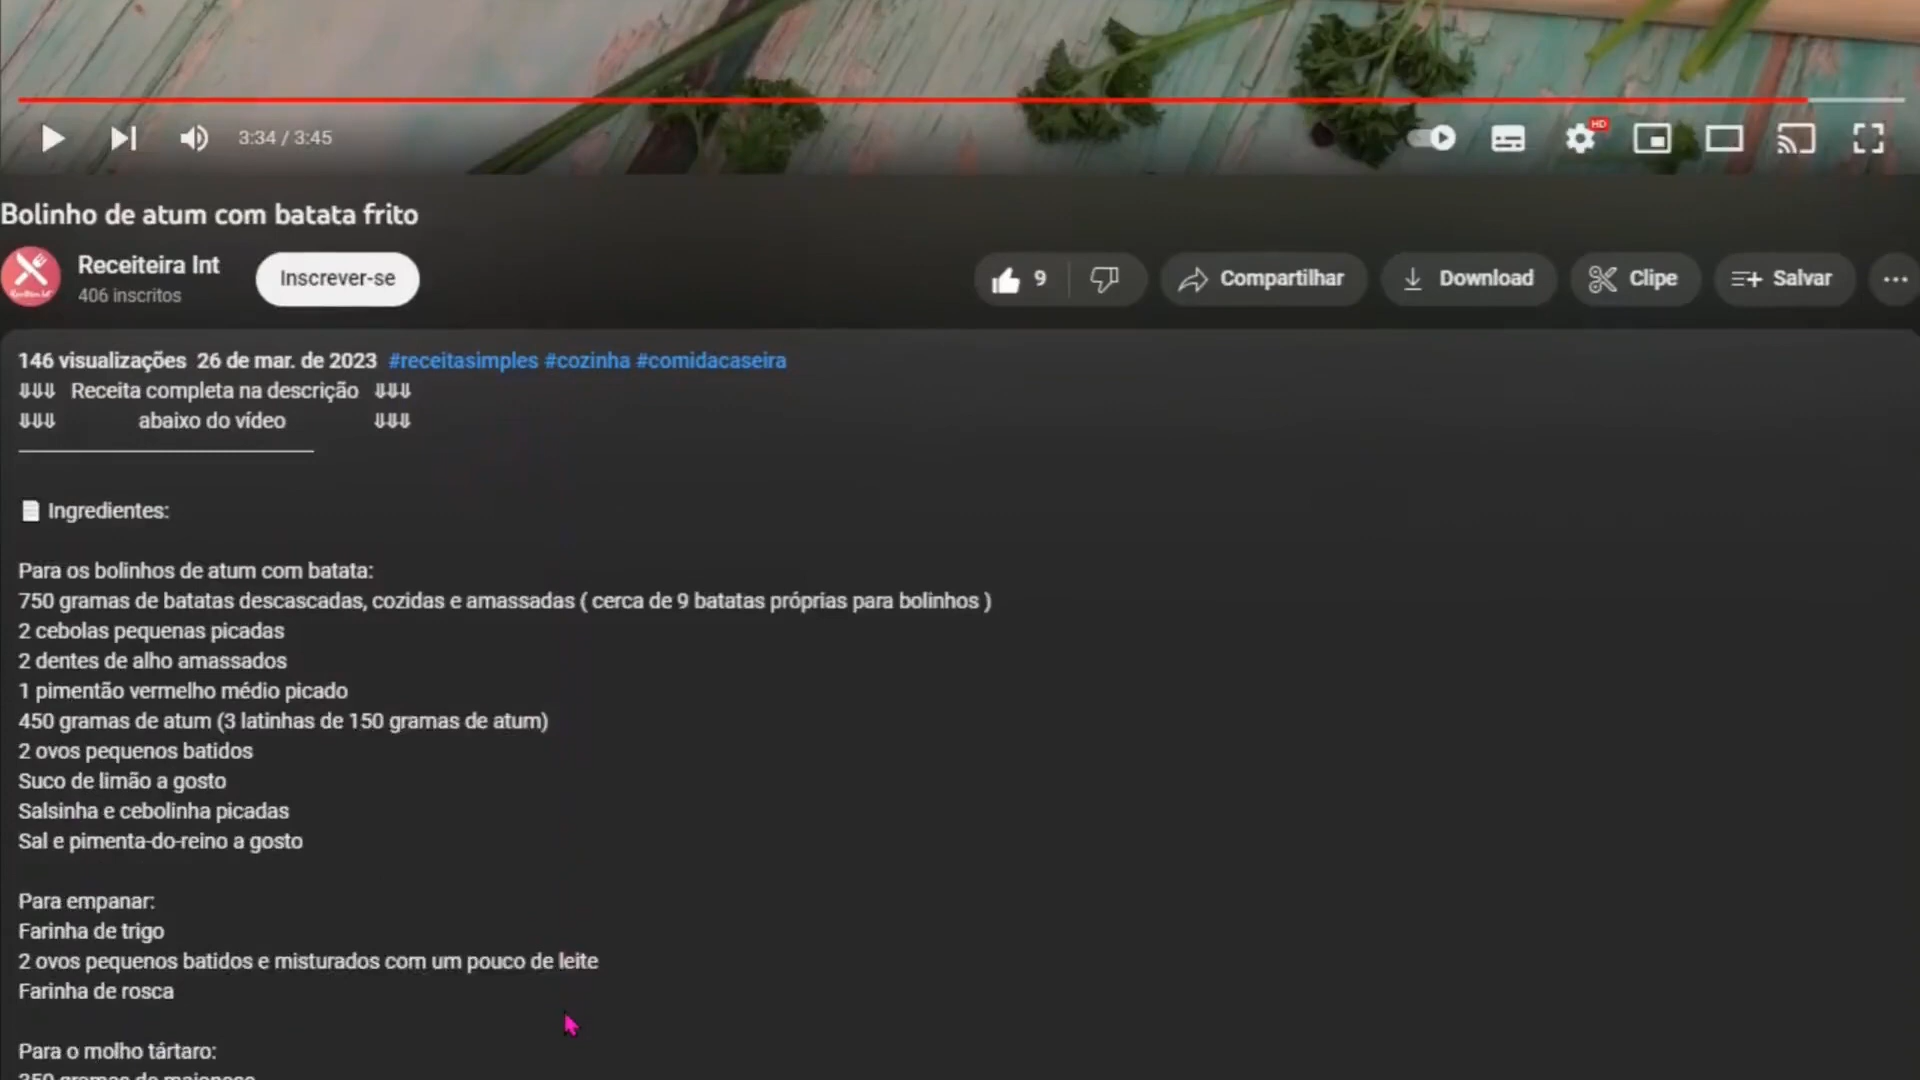 3:34 / 3:45
HD
Bolinho de atum com batata frito
Receiteira Int
406 inscritos
Inscrever-se
9
Compartilhar
Download
Clipe
Salvar
146 visualizações 26 de mar. de 2023 #receitasimples #cozinha #comidacaseira
⇓⇓⇓ Receita completa na descrição ⇓⇓⇓
⇓⇓⇓ abaixo do vídeo ⇓⇓⇓
Ingredientes:
Para os bolinhos de atum com batata:
750 gramas de batatas descascadas, cozidas e amassadas ( cerca de 9 batatas próprias para bolinhos )
2 cebolas pequenas picadas
2 dentes de alho amassados
1 pimentão vermelho médio picado
450 gramas de atum (3 latinhas de 150 gramas de atum)
2 ovos pequenos batidos
Suco de limão a gosto
Salsinha e cebolinha picadas
Sal e pimenta-do-reino a gosto
Para empanar:
Farinha de trigo
2 ovos pequenos batidos e misturados com um pouco de leite
Farinha de rosca
Para o molho tártaro:
350 gramas de maionese